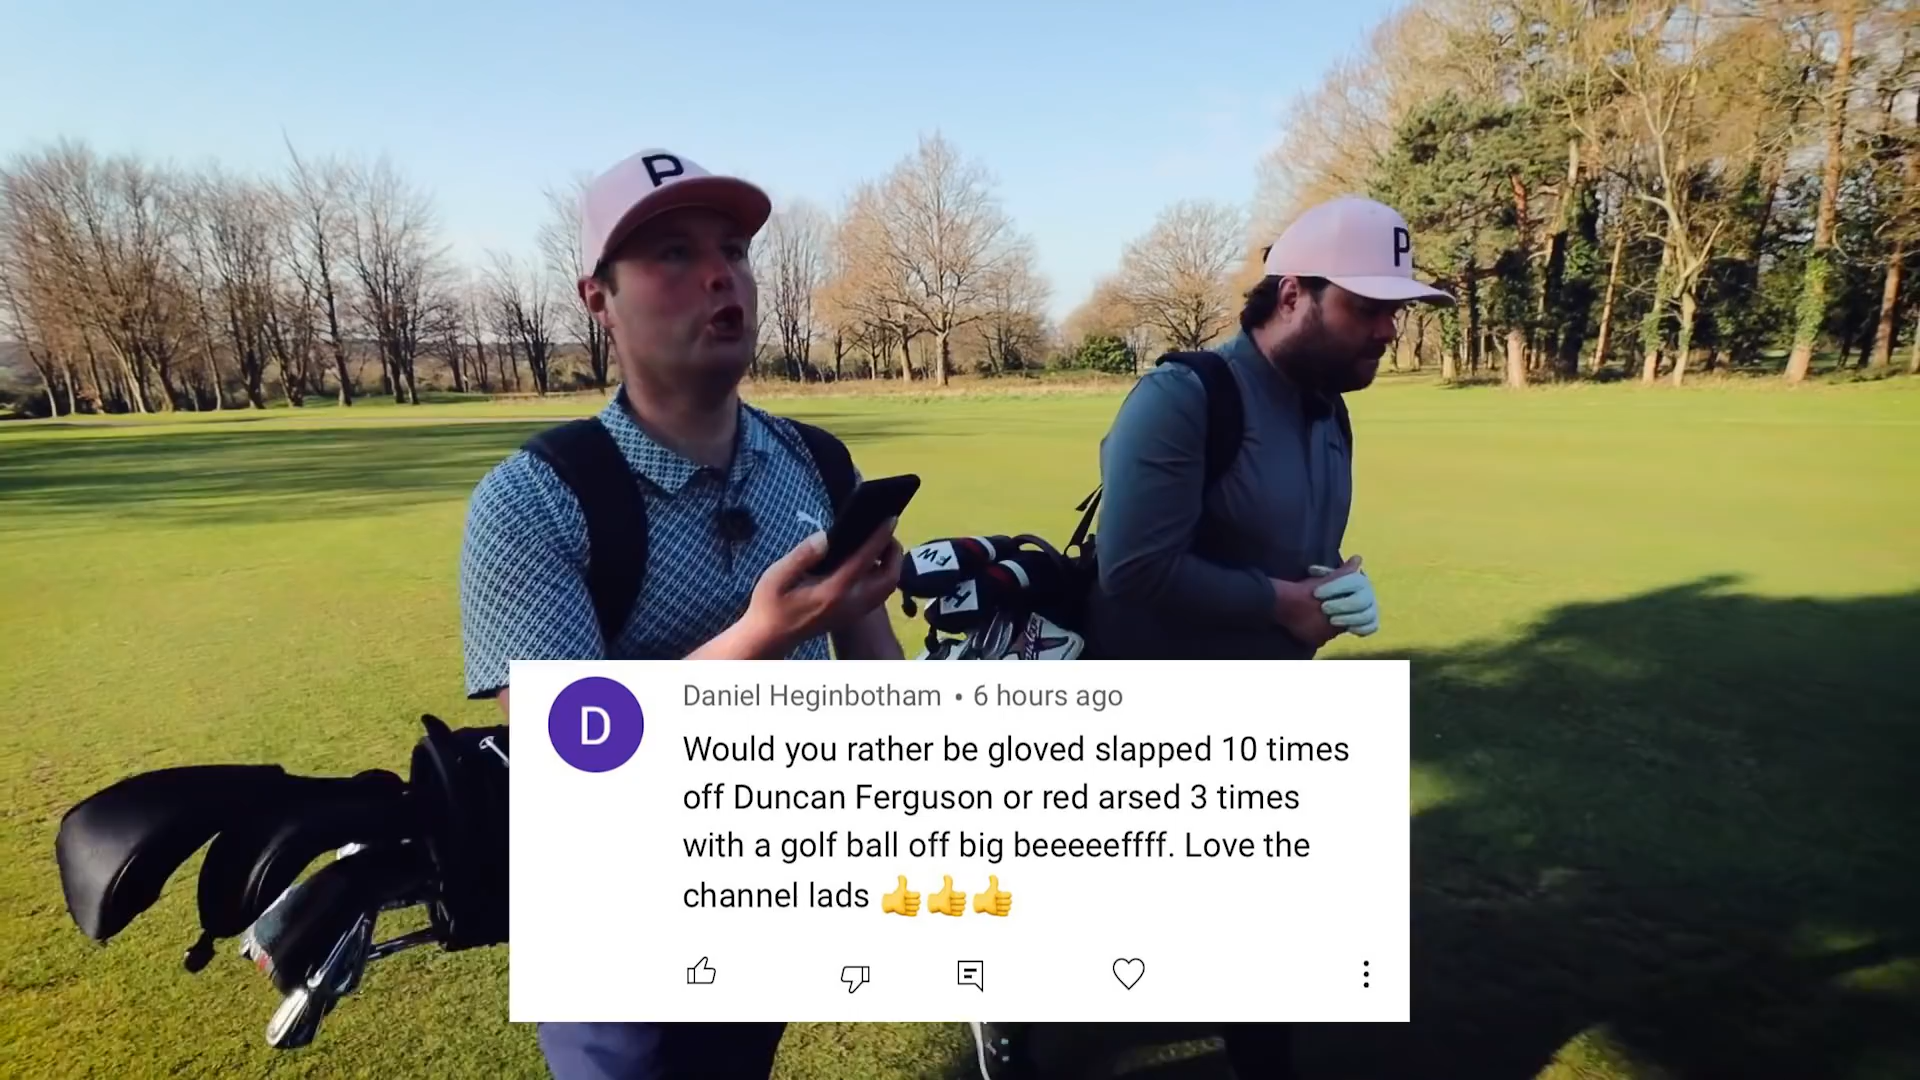 P
P
FW
H
D
Daniel Heginbotham • 6 hours ago
Would you rather be gloved slapped 10 times
off Duncan Ferguson or red arsed 3 times
with a golf ball off big beeeeeffff. Love the
channel lads 👍👍👍